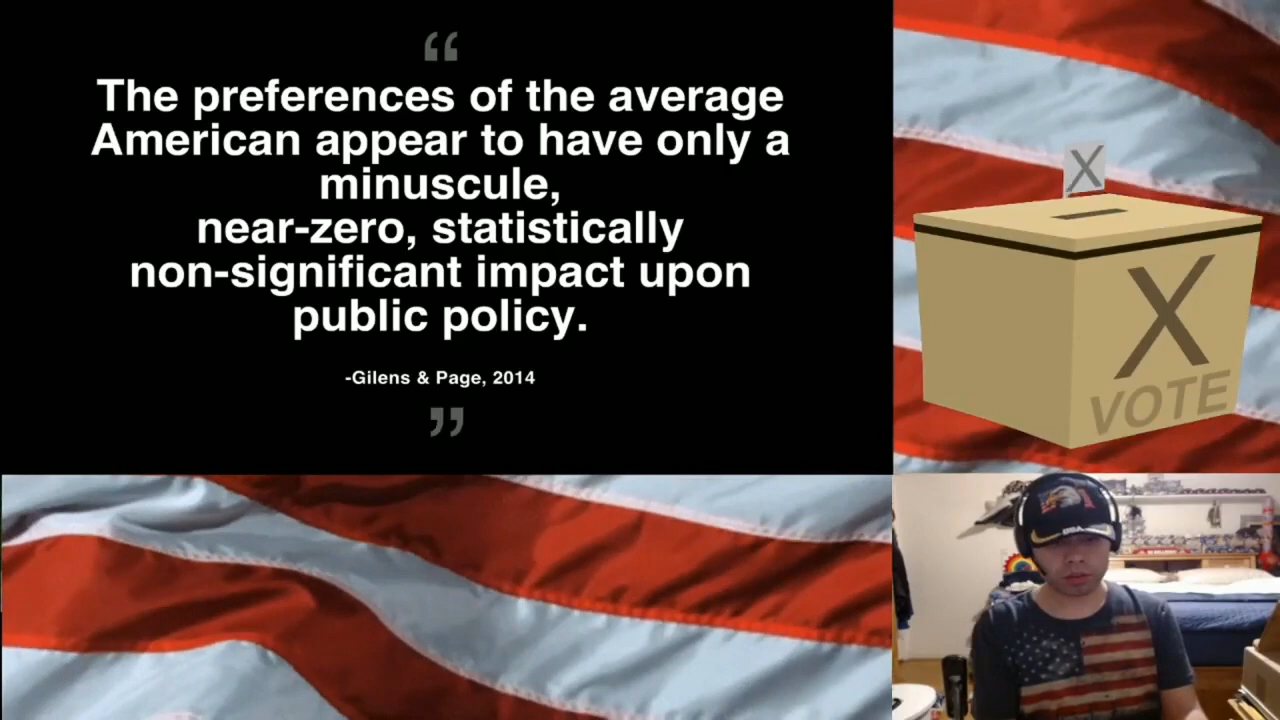 “
The preferences of the average
American appear to have only a
minuscule,
near-zero, statistically
non-significant impact upon
public policy.
-Gilens & Page, 2014
”
X
X
VOTE